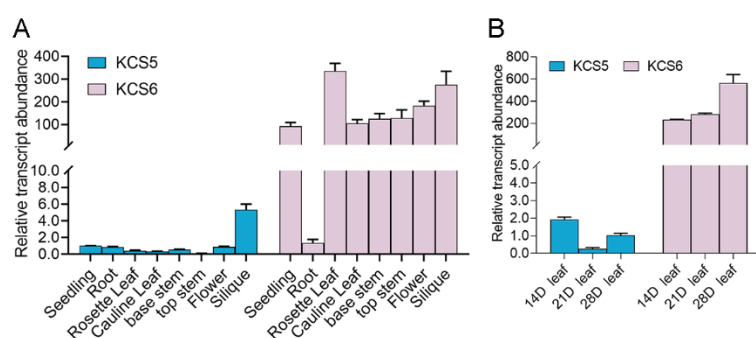 A
Relative transcript abundance
400
300
200
100
10.0
8.0
6.0
4.0
2.0
0.0
KCS5
KCS6
Seedling
Root
Rosette Leaf
Cauline Leaf
base stem
top stem
Flower
Silique
Seedling
Root
Rosette Leaf
Cauline Leaf
base stem
top stem
Flower
Silique
B
Relative transcript abundance
800
600
400
200
5.0
4.0
3.0
2.0
1.0
0.0
KCS5 KCS6
14D leaf
21D leaf
28D leaf
14D leaf
21D leaf
28D leaf